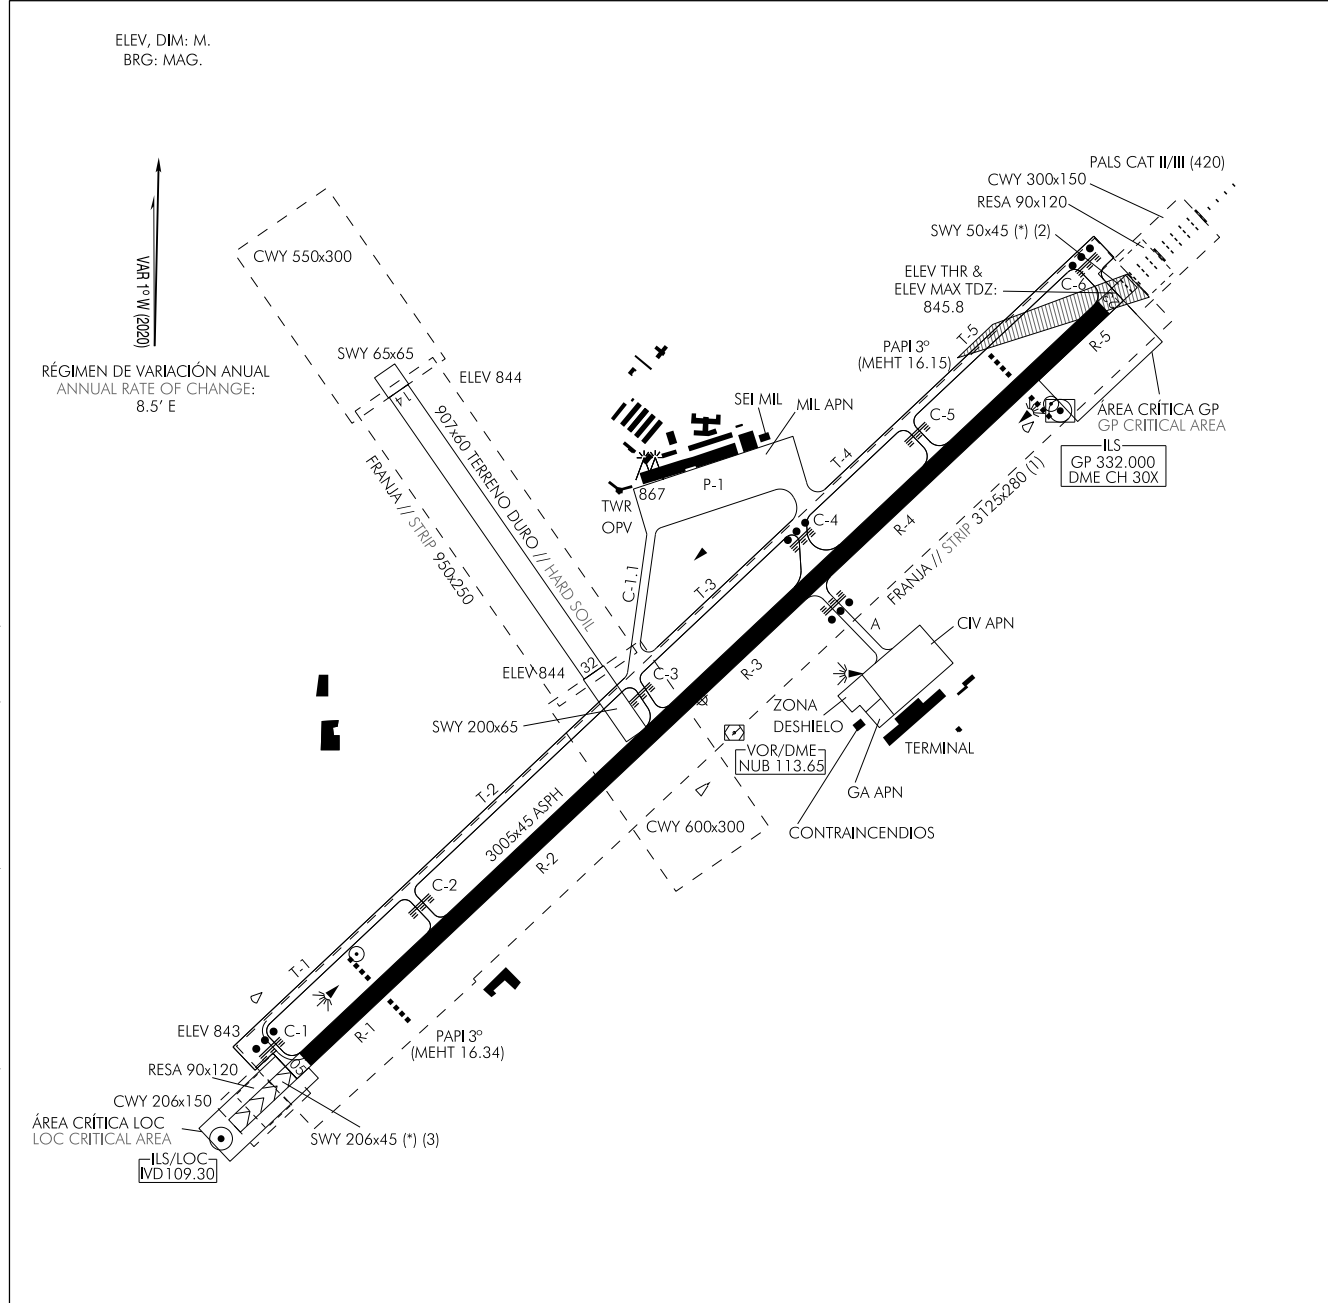 ELEV, DIM: M.
BRG: MAG.
PALS CAT II/III (420)
CWY 300x150
RESA 90x120
SWY 50x45 (*) (2)
CWY 550x300
VAR 1º W (2020)
ELEV THR &
ELEV MAX TDZ:
845.8
C-6
23
T-5
R-5
PAPI 3º
(MEHT 16.15)
SWY 65x65
RÉGIMEN DE VARIACIÓN ANUAL
ANNUAL RATE OF CHANGE:
8.5' E
ELEV 844
14
SEI MIL
MIL APN
C-5
ÁREA CRÍTICA GP
GP CRITICAL AREA
ILS
GP 332.000
DME CH 30X
907x60 TERRENO DURO // HARD SOIL
FRANJA // STRIP 950x250
T-4
P-1
867
TWR
OPV
C-4
R-4
FRANJA // STRIP 3125x280 (1)
C-1.1
T-3
A
CIV APN
32
ELEV 844
C-3
R-3
ZONA
DESHIELO
SWY 200x65
TERMINAL
VOR/DME
NUB 113.65
GA APN
T-2
CWY 600x300
CONTRAINCENDIOS
3005x45 ASPH
R-2
C-2
T-1
ELEV 843
C-1
R-1
PAPI 3º
(MEHT 16.34)
05
RESA 90x120
CWY 206x150
ÁREA CRÍTICA LOC
LOC CRITICAL AREA
SWY 206x45 (*) (3)
ILS/LOC
IVD 109.30